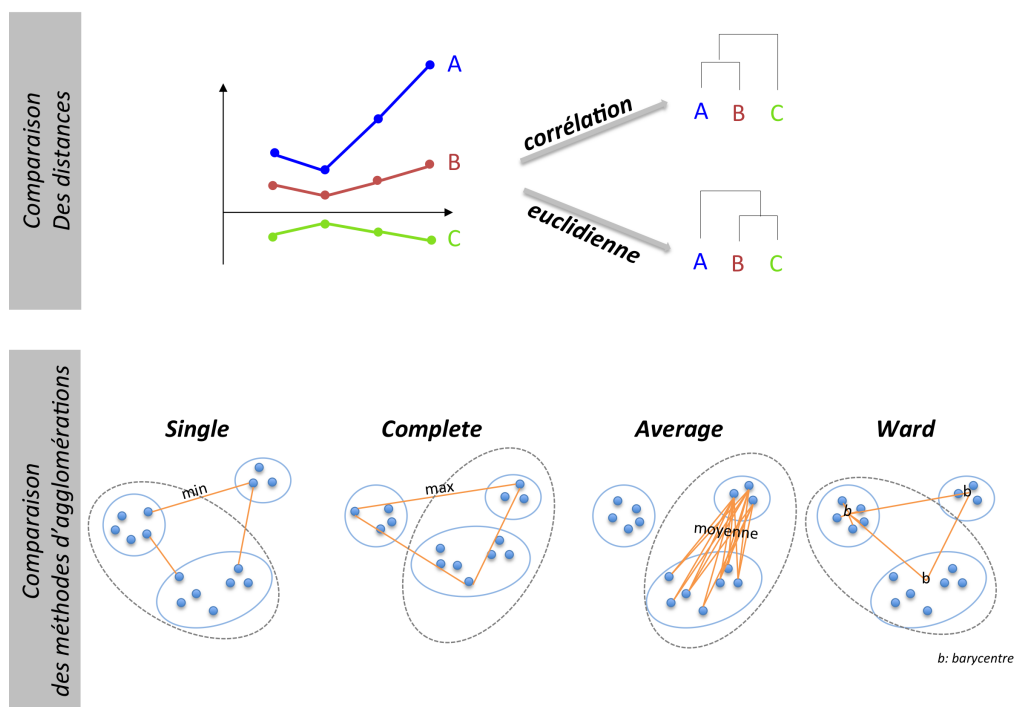 Comparaison
Des distances
A
B
C
corrélation
A B C
euclidienne
A B C
Comparaison
des méthodes d'agglomérations
Single
Complete
Average
Ward
min
max
moyenne
b
b
b
b: barycentre